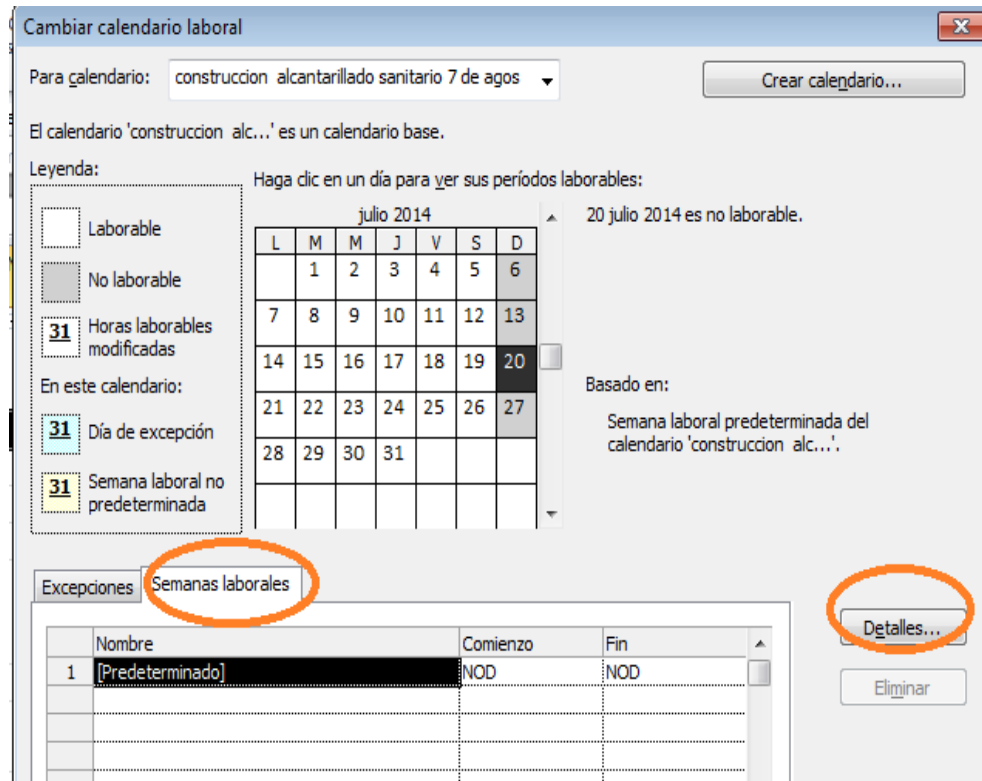 Cambiar calendario laboral
Para calendario: construccion alcantarillado sanitario 7 de agos
Crear calendario...
El calendario 'construccion alc...' es un calendario base.
Leyenda:
Laborable
No laborable
31 Horas laborables
modificadas
En este calendario:
31 Día de excepción
31 Semana laboral no
predeterminada
Haga clic en un día para ver sus períodos laborables:
julio 2014
L M M J V S D
1 2 3 4 5 6
7 8 9 10 11 12 13
14 15 16 17 18 19 20
21 22 23 24 25 26 27
28 29 30 31
20 julio 2014 es no laborable.
Basado en:
Semana laboral predeterminada del
calendario 'construccion alc...'.
Excepciones Semanas laborales
Nombre Comienzo Fin
1 [Predeterminado] NOD NOD
Detalles...
Eliminar